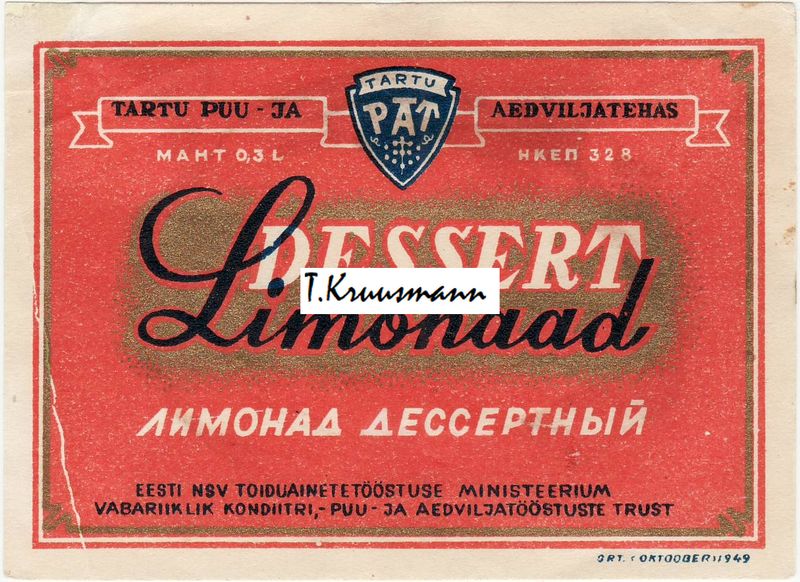 TARTU
PAT
TARTU PUU - JA AEDVILJATEHAS
MAHT 0,3 L НКЕП 328
DESSERT
T.Kruusmann
Limonaad
ЛИМОНАД ДЕССЕРТНЫЙ
EESTI NSV TOIDUAINETETÖÖSTUSE MINISTEERIUM
VABARIIKLIK KONDIITRI,- PUU - JA AEDVILJATÖÖSTUSTE TRUST
OKTOOBER 1949